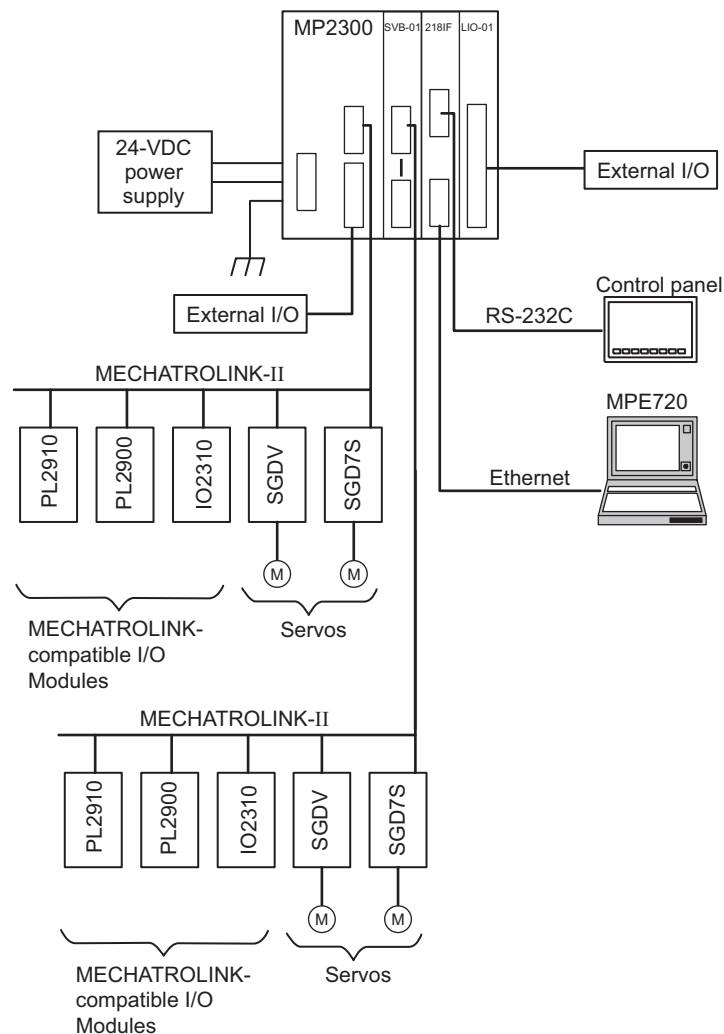 MP2300
SVB-01
218IF
LIO-01
24-VDC
power
supply
External I/O
External I/O
Control panel
RS-232C
MECHATROLINK-II
MPE720
PL2910
PL2900
IO2310
SGDV
SGD7S
Ethernet
M
M
MECHATROLINK-
compatible I/O
Modules
Servos
MECHATROLINK-II
PL2910
PL2900
IO2310
SGDV
SGD7S
M
M
MECHATROLINK-
compatible I/O
Modules
Servos